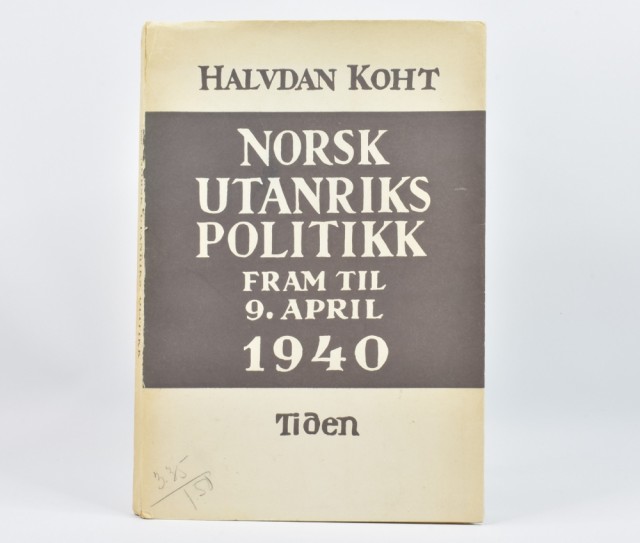 HALVDAN KOHT
NORSK
UTANRIKS
POLITIKK
FRAM TIL
9. APRIL
1940
Tiden